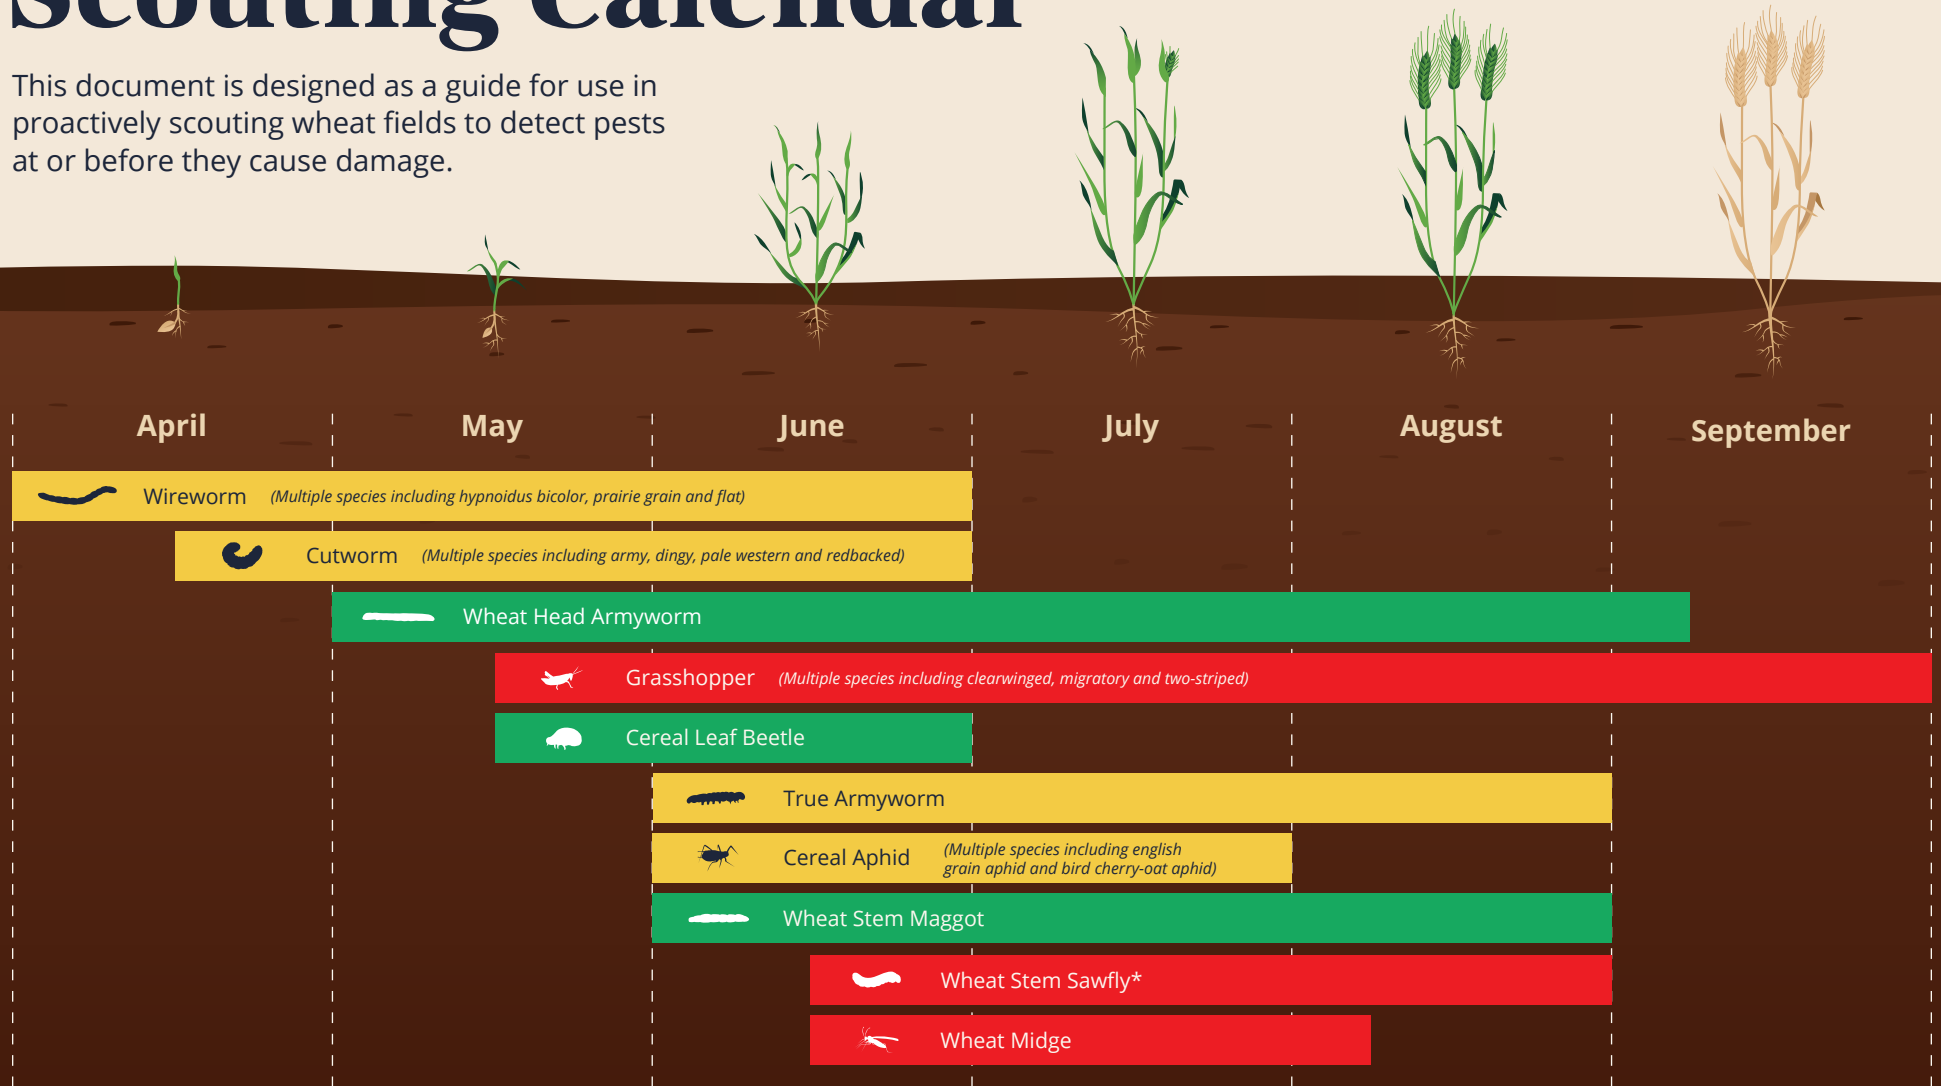 Scouting Calendar
This document is designed as a guide for use in
proactively scouting wheat fields to detect pests
at or before they cause damage.
April May June July August September
Wireworm (Multiple species including hypnoidus bicolor, prairie grain and flat)
Cutworm (Multiple species including army, dingy, pale western and redbacked)
Wheat Head Armyworm
Grasshopper (Multiple species including clearwinged, migratory and two-striped)
Cereal Leaf Beetle
True Armyworm
Cereal Aphid (Multiple species including english
grain aphid and bird cherry-oat aphid)
Wheat Stem Maggot
Wheat Stem Sawfly*
Wheat Midge